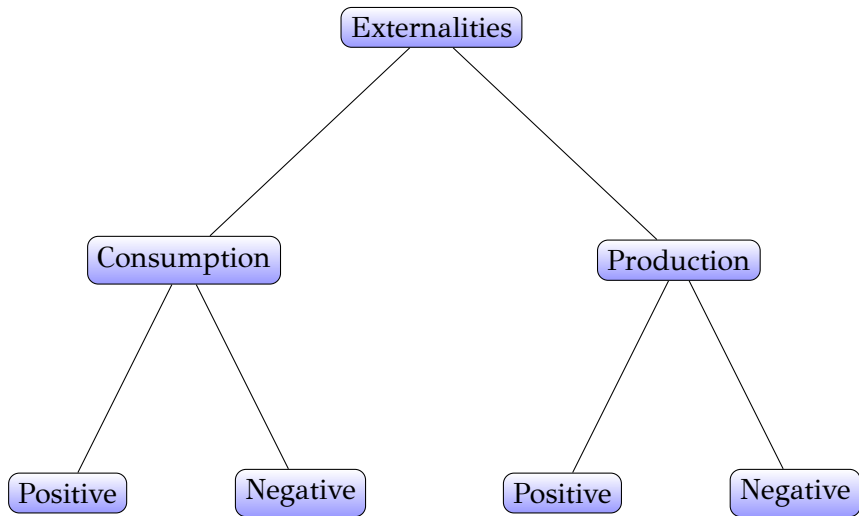 Externalities
Consumption
Production
Positive
Negative
Positive
Negative